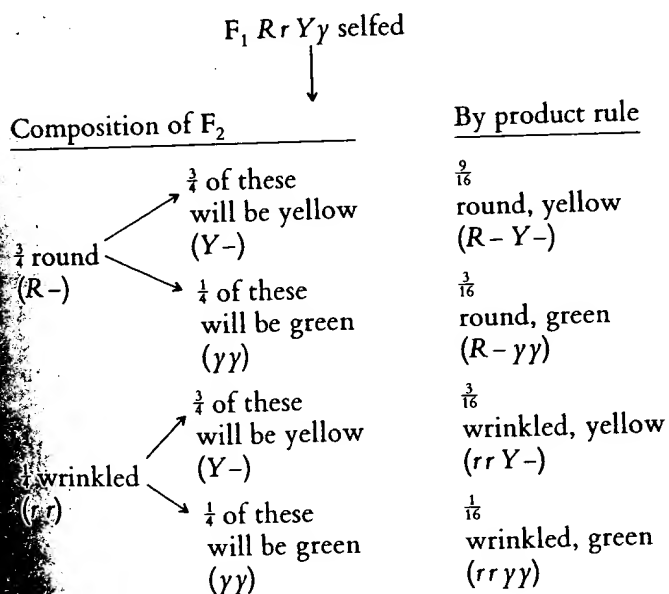 F₁ Rr Yy selfed
Composition of F₂
By product rule
¾ of these
will be yellow
(Y–)
9/16
round, yellow
(R– Y–)
¾ round
(R–)
¼ of these
will be green
(yy)
3/16
round, green
(R– yy)
¾ of these
will be yellow
(Y–)
3/16
wrinkled, yellow
(rr Y–)
wrinkled
(rr)
¼ of these
will be green
(yy)
1/16
wrinkled, green
(rr yy)